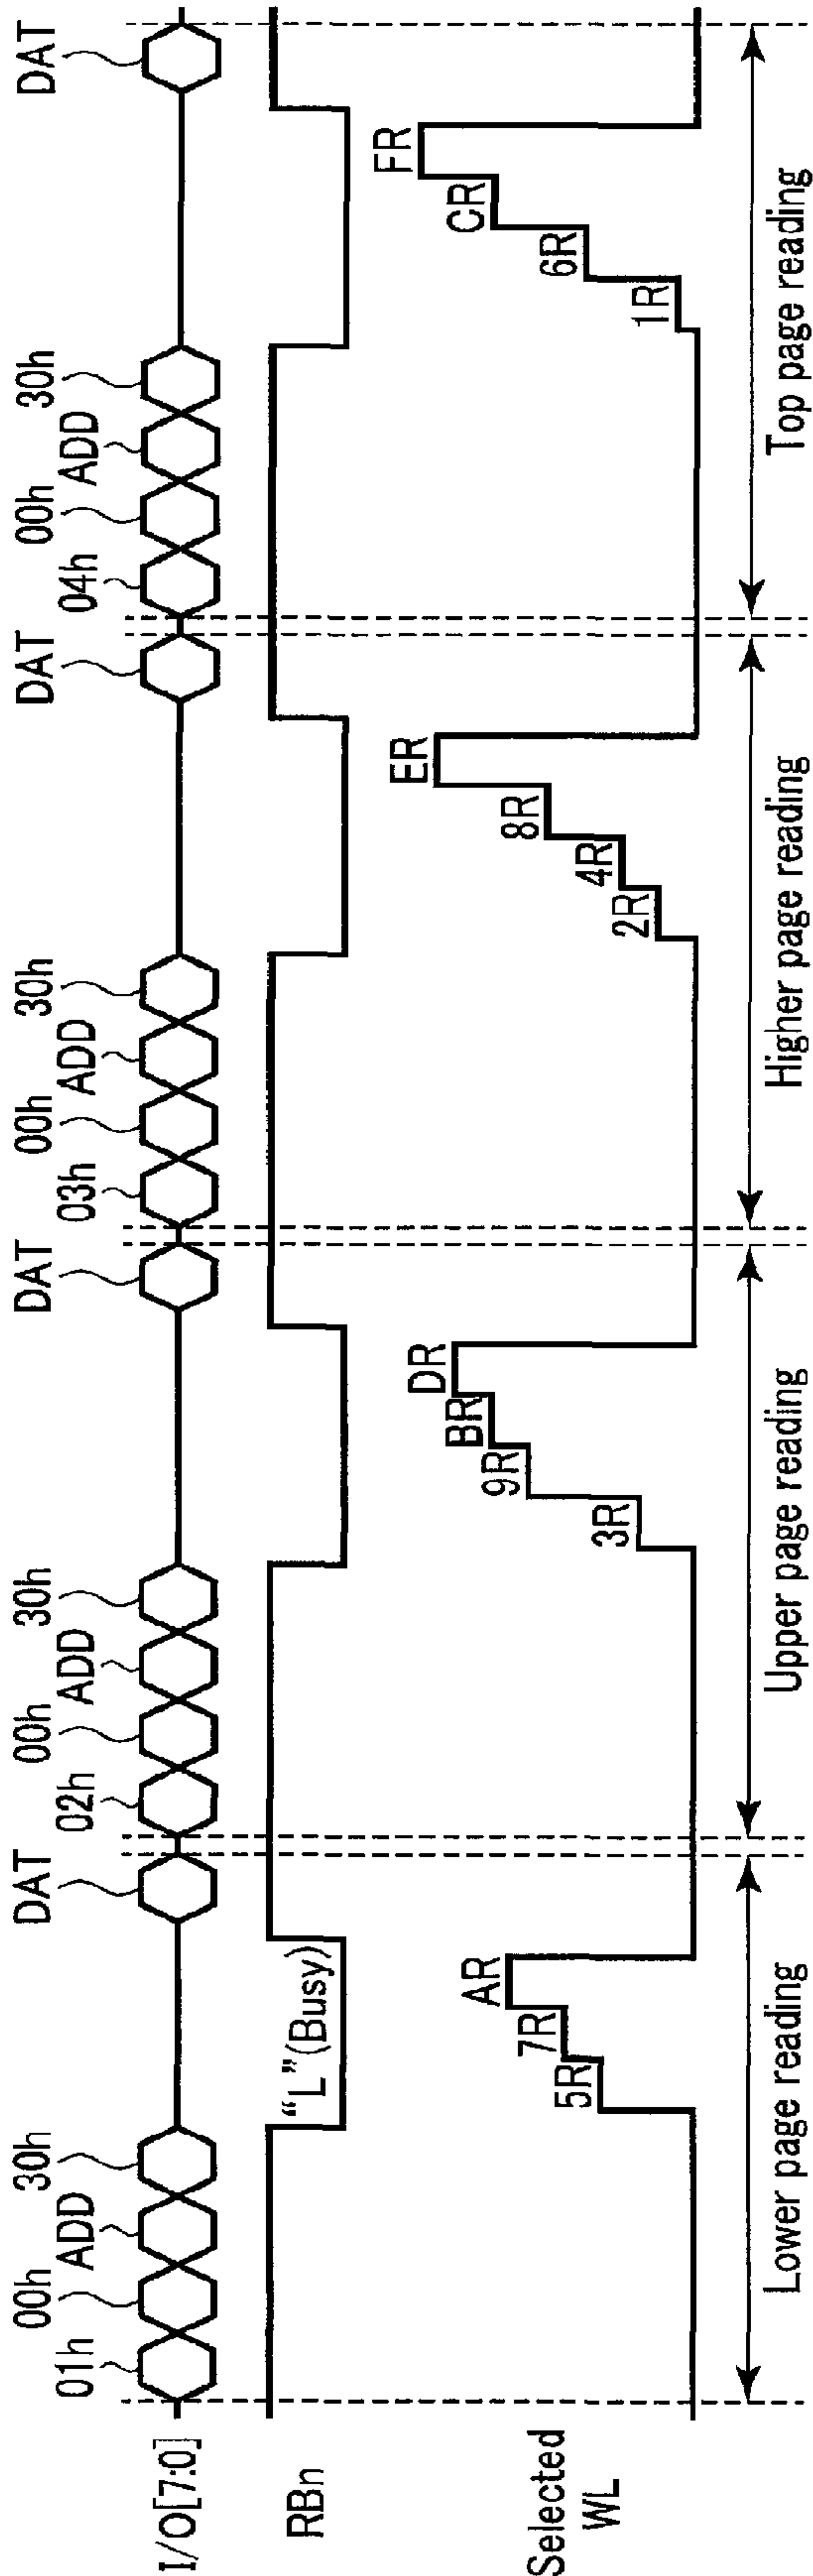 I/O[7:0]
01h 00h ADD 30h DAT 02h 00h ADD 30h DAT 03h 00h ADD 30h DAT 04h 00h ADD 30h DAT
RBn
“L”(Busy)
Selected
WL
5R 7R AR 3R 9R BR DR 2R 4R 8R ER 1R 6R CR FR
Lower page reading Upper page reading Higher page reading Top page reading